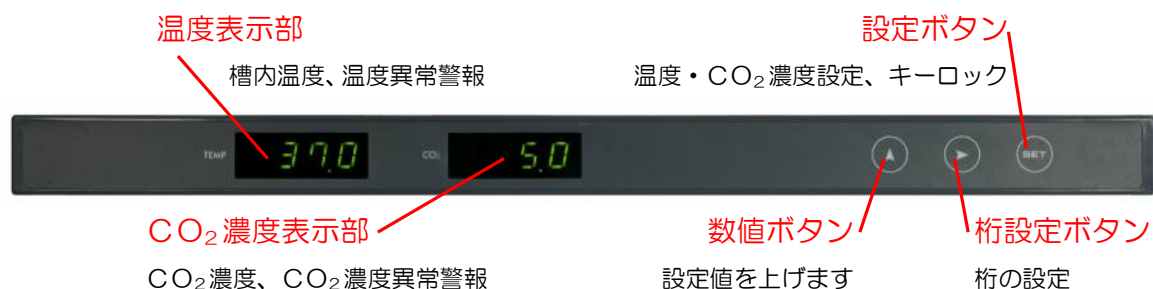 温度表示部
設定ボタン
槽内温度、温度異常警報
温度・CO₂濃度設定、キーロック
TEMP 37.0 CO₂ 5.0 SET
CO₂濃度表示部
数値ボタン
桁設定ボタン
CO₂濃度、CO₂濃度異常警報
設定値を上げます
桁の設定